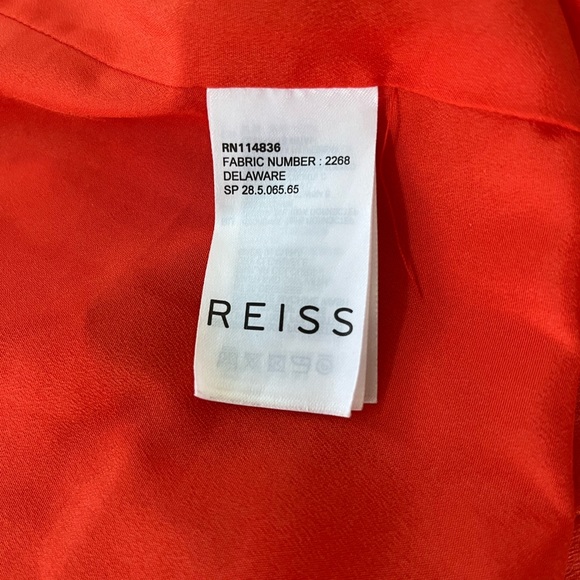 RN114836
FABRIC NUMBER : 2268
DELAWARE
SP 28.5.065.65
REISS